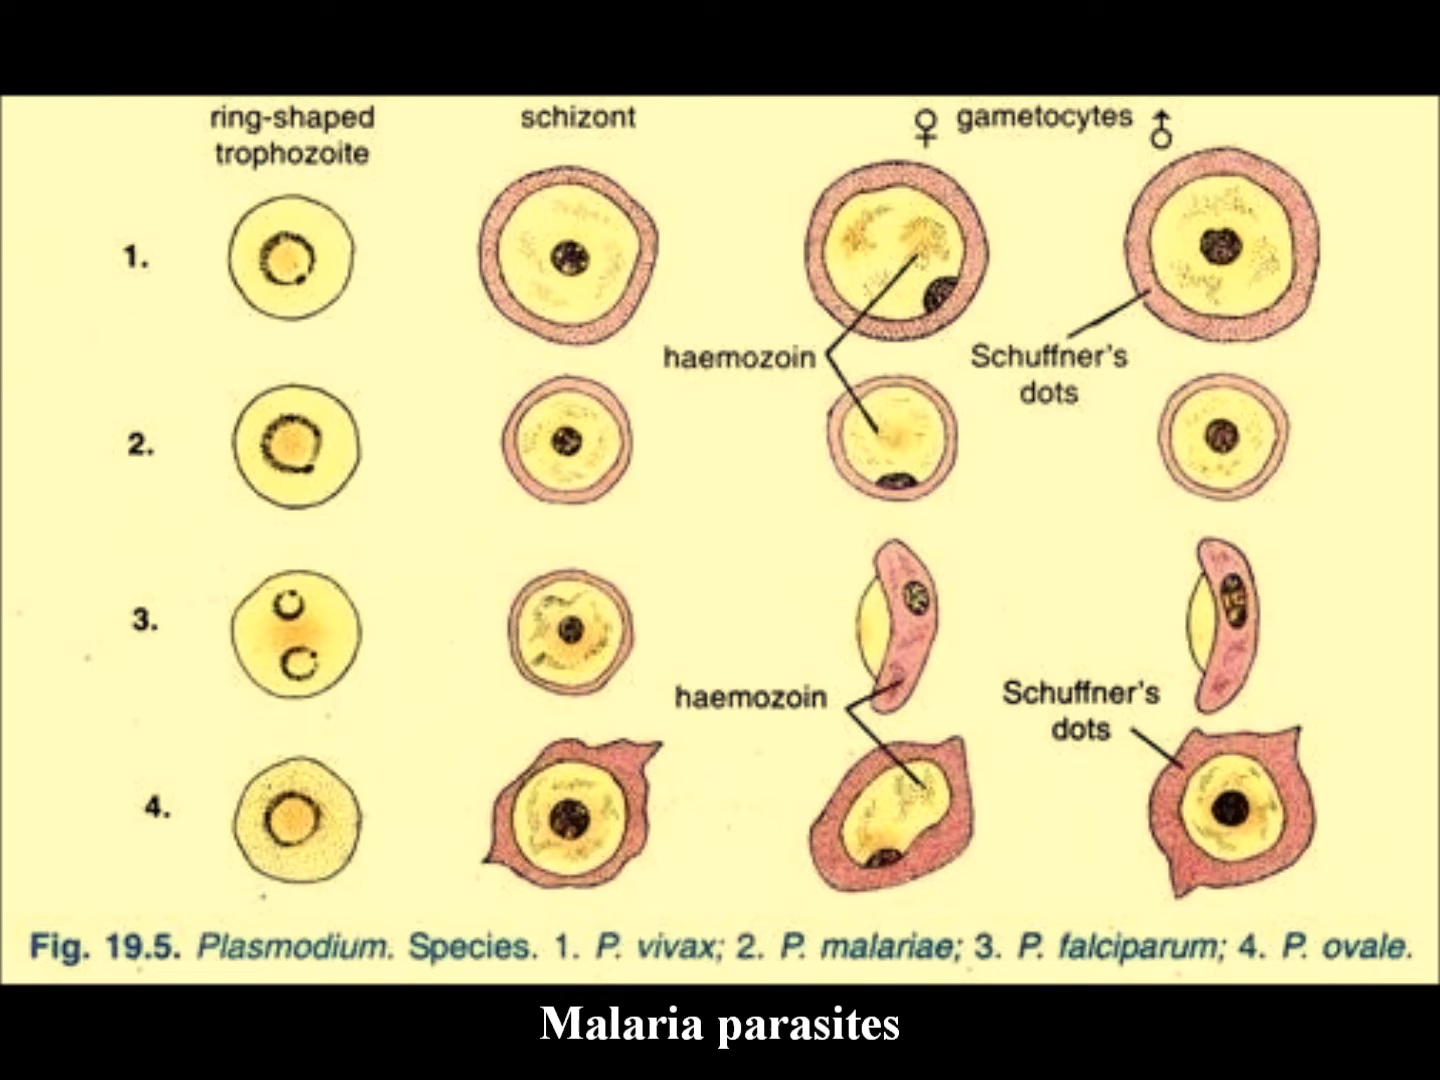 ring-shaped
trophozoite
schizont
♀ gametocytes ♂
1.
haemozoin
Schuffner's
dots
2.
3.
haemozoin
Schuffner's
dots
4.
Fig. 19.5. Plasmodium. Species. 1. P. vivax; 2. P. malariae; 3. P. falciparum; 4. P. ovale.
Malaria parasites